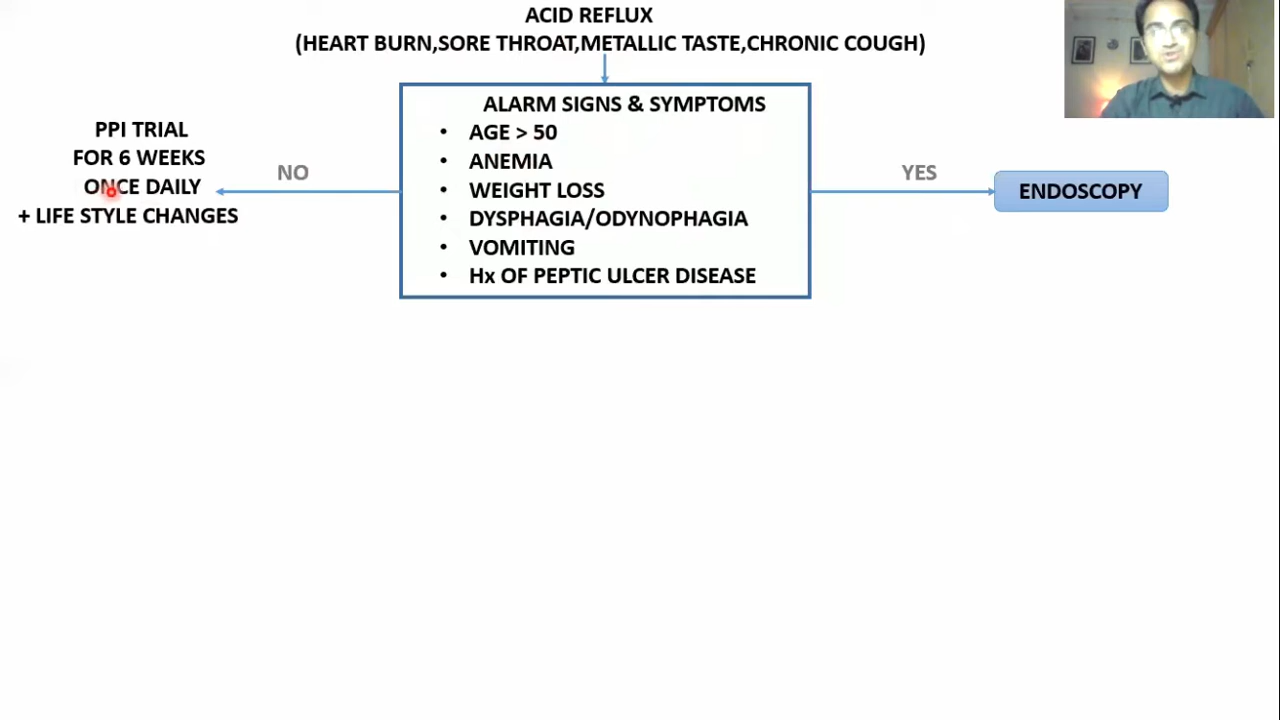 ACID REFLUX
(HEART BURN,SORE THROAT,METALLIC TASTE,CHRONIC COUGH)
ALARM SIGNS & SYMPTOMS
• AGE > 50
• ANEMIA
• WEIGHT LOSS
• DYSPHAGIA/ODYNOPHAGIA
• VOMITING
• Hx OF PEPTIC ULCER DISEASE
NO
PPI TRIAL
FOR 6 WEEKS
ONCE DAILY
+ LIFE STYLE CHANGES
YES
ENDOSCOPY